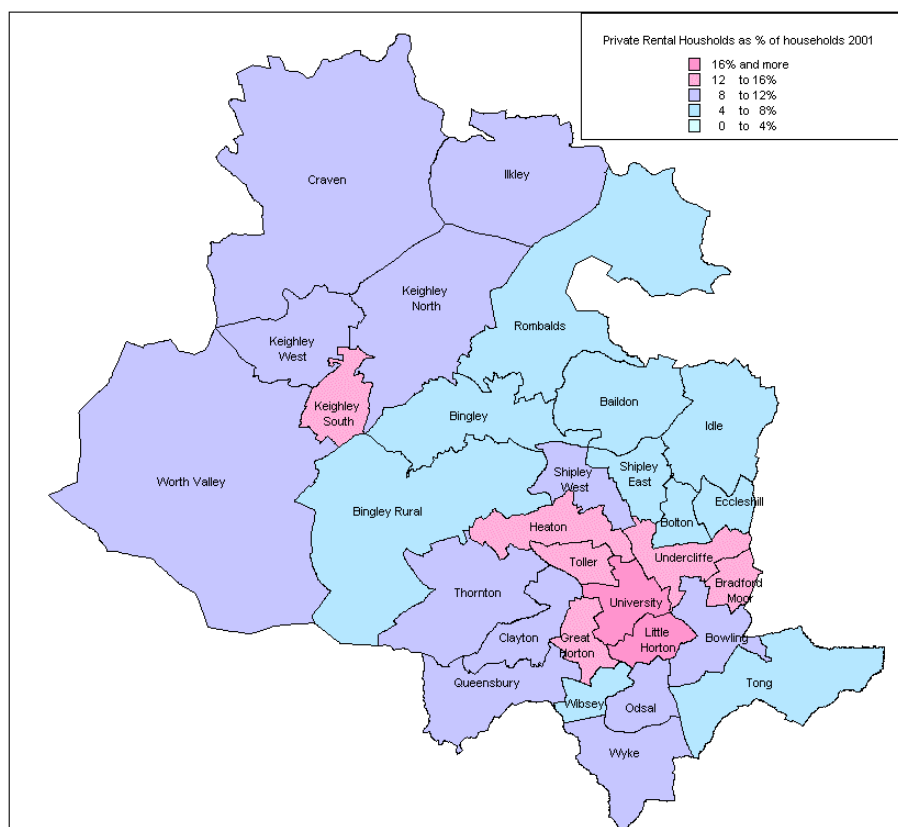 Private Rental Housholds as % of households 2001
16% and more
12 to 16%
8 to 12%
4 to 8%
0 to 4%
Craven
Ilkley
Keighley
North
Rombalds
Keighley
West
Keighley
South
Baildon
Bingley
Idle
Worth Valley
Shipley
West
Shipley
East
Bingley Rural
Eccleshill
Bolton
Heaton
Undercliffe
Toller
Bradford
Moor
Thornton
University
Clayton
Great
Horton
Little
Horton
Bowling
Queensbury
Tong
Wibsey
Odsal
Wyke